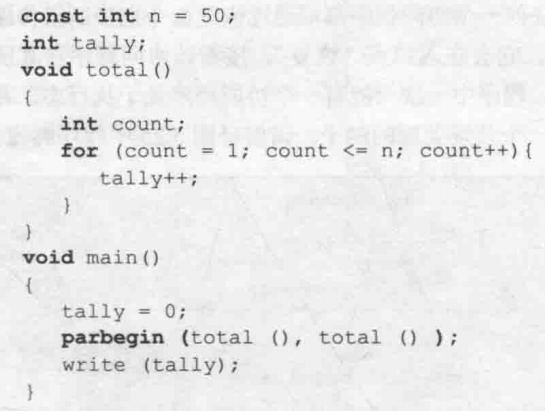 const int n = 50;
int tally;
void total()
{
int count;
for (count = 1; count <= n; count++){
tally++;
}
}
void main()
{
tally = 0;
parbegin (total (), total () );
write (tally);
}